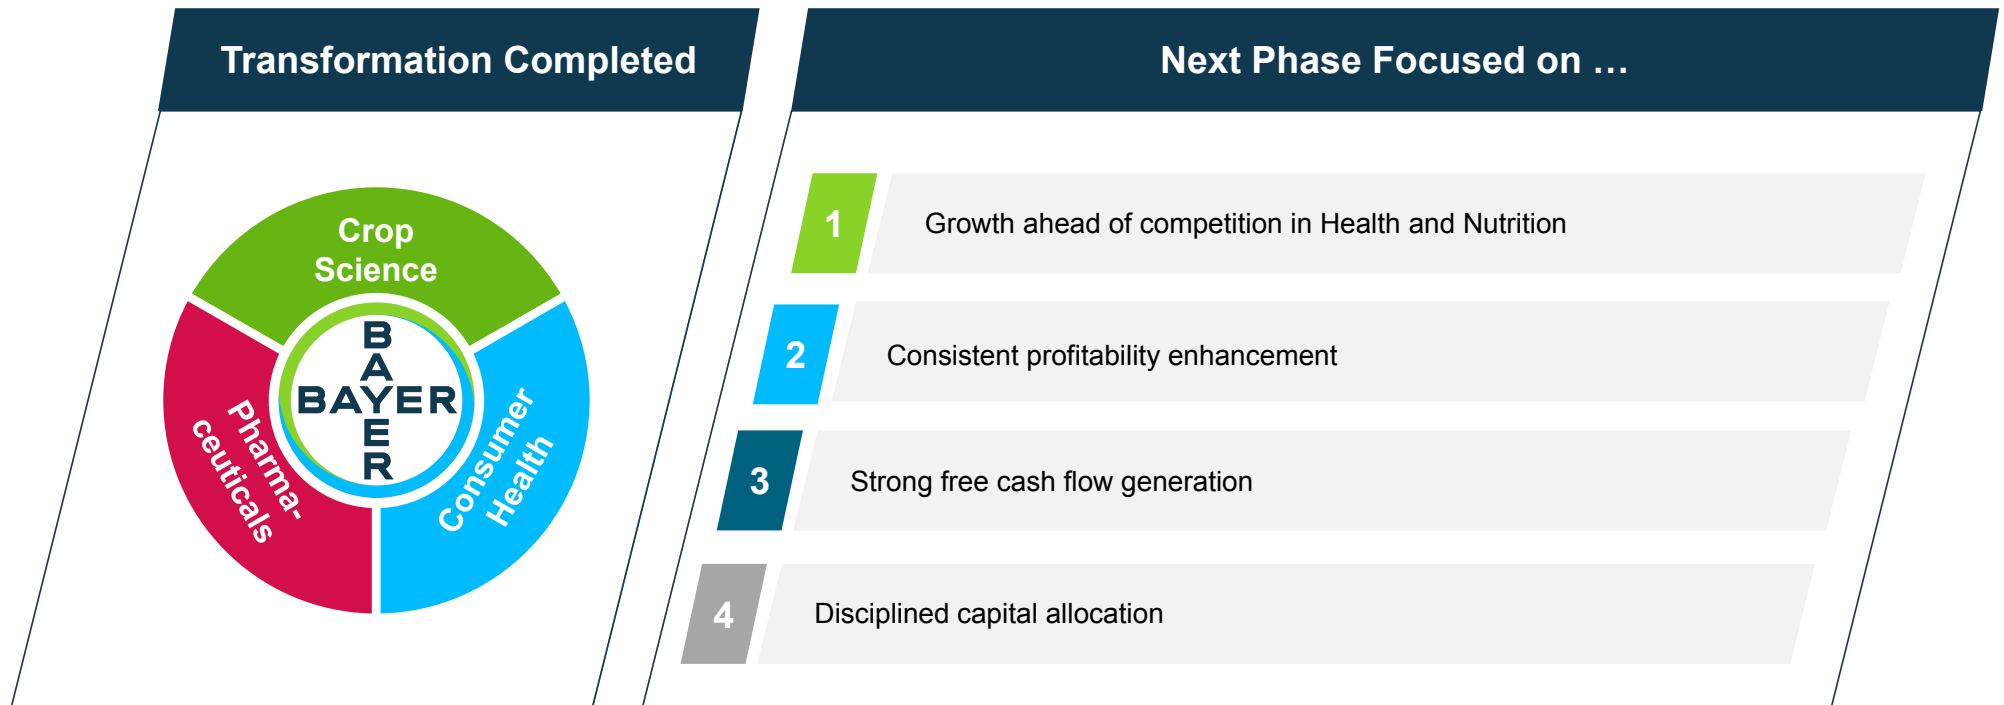 Transformation Completed
Crop
Science
Pharma-
ceuticals
Consumer
Health
BAYER
BAYER
Next Phase Focused on …
1
Growth ahead of competition in Health and Nutrition
2
Consistent profitability enhancement
3
Strong free cash flow generation
4
Disciplined capital allocation